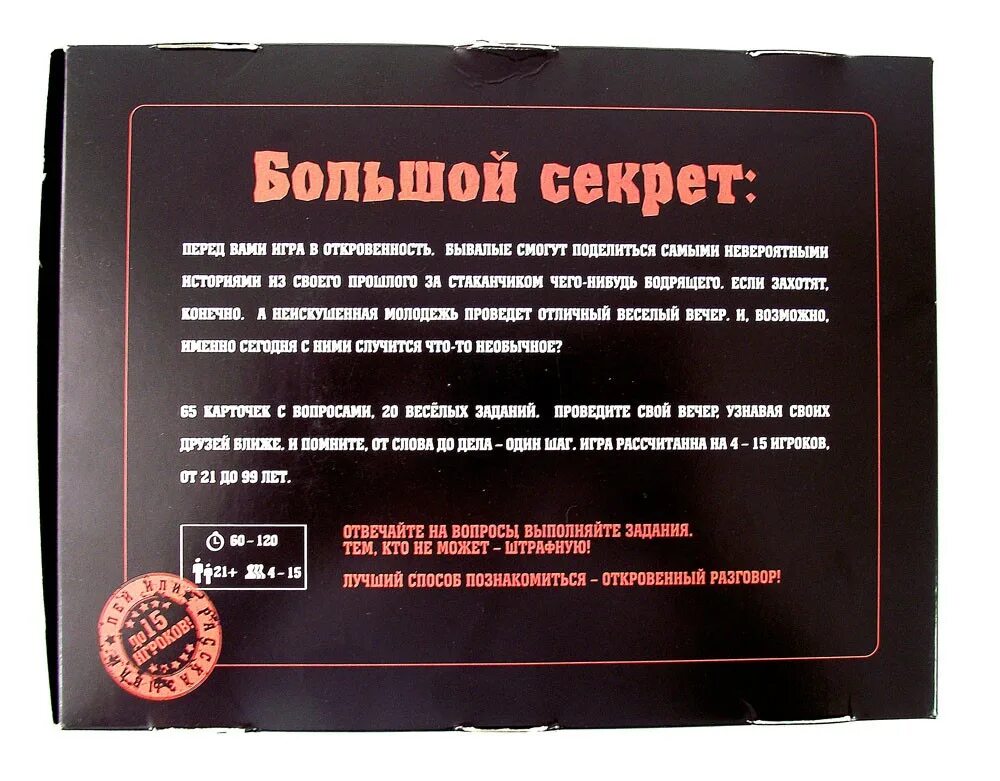 Большой секрет:
ПЕРЕД ВАМИ ИГРА В ОТКРОВЕННОСТЬ. БЫВАЛЫЕ СМОГУТ ПОДЕЛИТЬСЯ САМЫМИ НЕВЕРОЯТНЫМИ
ИСТОРИЯМИ ИЗ СВОЕГО ПРОШЛОГО ЗА СТАКАНЧИКОМ ЧЕГО-НИБУДЬ БОДРЯЩЕГО. ЕСЛИ ЗАХОТЯТ,
КОНЕЧНО. А НЕИСКУШЕННАЯ МОЛОДЕЖЬ ПРОВЕДЕТ ОТЛИЧНЫЙ ВЕСЕЛЫЙ ВЕЧЕР. И, ВОЗМОЖНО,
ИМЕННО СЕГОДНЯ С НИМИ СЛУЧИТСЯ ЧТО-ТО НЕОБЫЧНОЕ?
65 КАРТОЧЕК С ВОПРОСАМИ, 20 ВЕСЁЛЫХ ЗАДАНИЙ. ПРОВЕДИТЕ СВОЙ ВЕЧЕР, УЗНАВАЯ СВОИХ
ДРУЗЕЙ БЛИЖЕ. И ПОМНИТЕ, ОТ СЛОВА ДО ДЕЛА – ОДИН ШАГ. ИГРА РАССЧИТАННА НА 4 – 15 ИГРОКОВ,
ОТ 21 ДО 99 ЛЕТ.
60 – 120
21+ 4 – 15
ОТВЕЧАЙТЕ НА ВОПРОСЫ, ВЫПОЛНЯЙТЕ ЗАДАНИЯ.
ТЕМ, КТО НЕ МОЖЕТ – ШТРАФНУЮ!
ЛУЧШИЙ СПОСОБ ПОЗНАКОМИТЬСЯ – ОТКРОВЕННЫЙ РАЗГОВОР!
ПЕЙ ИЛИ РАССКАЗЫВАЙ
ДО 15
ИГРОКОВ!